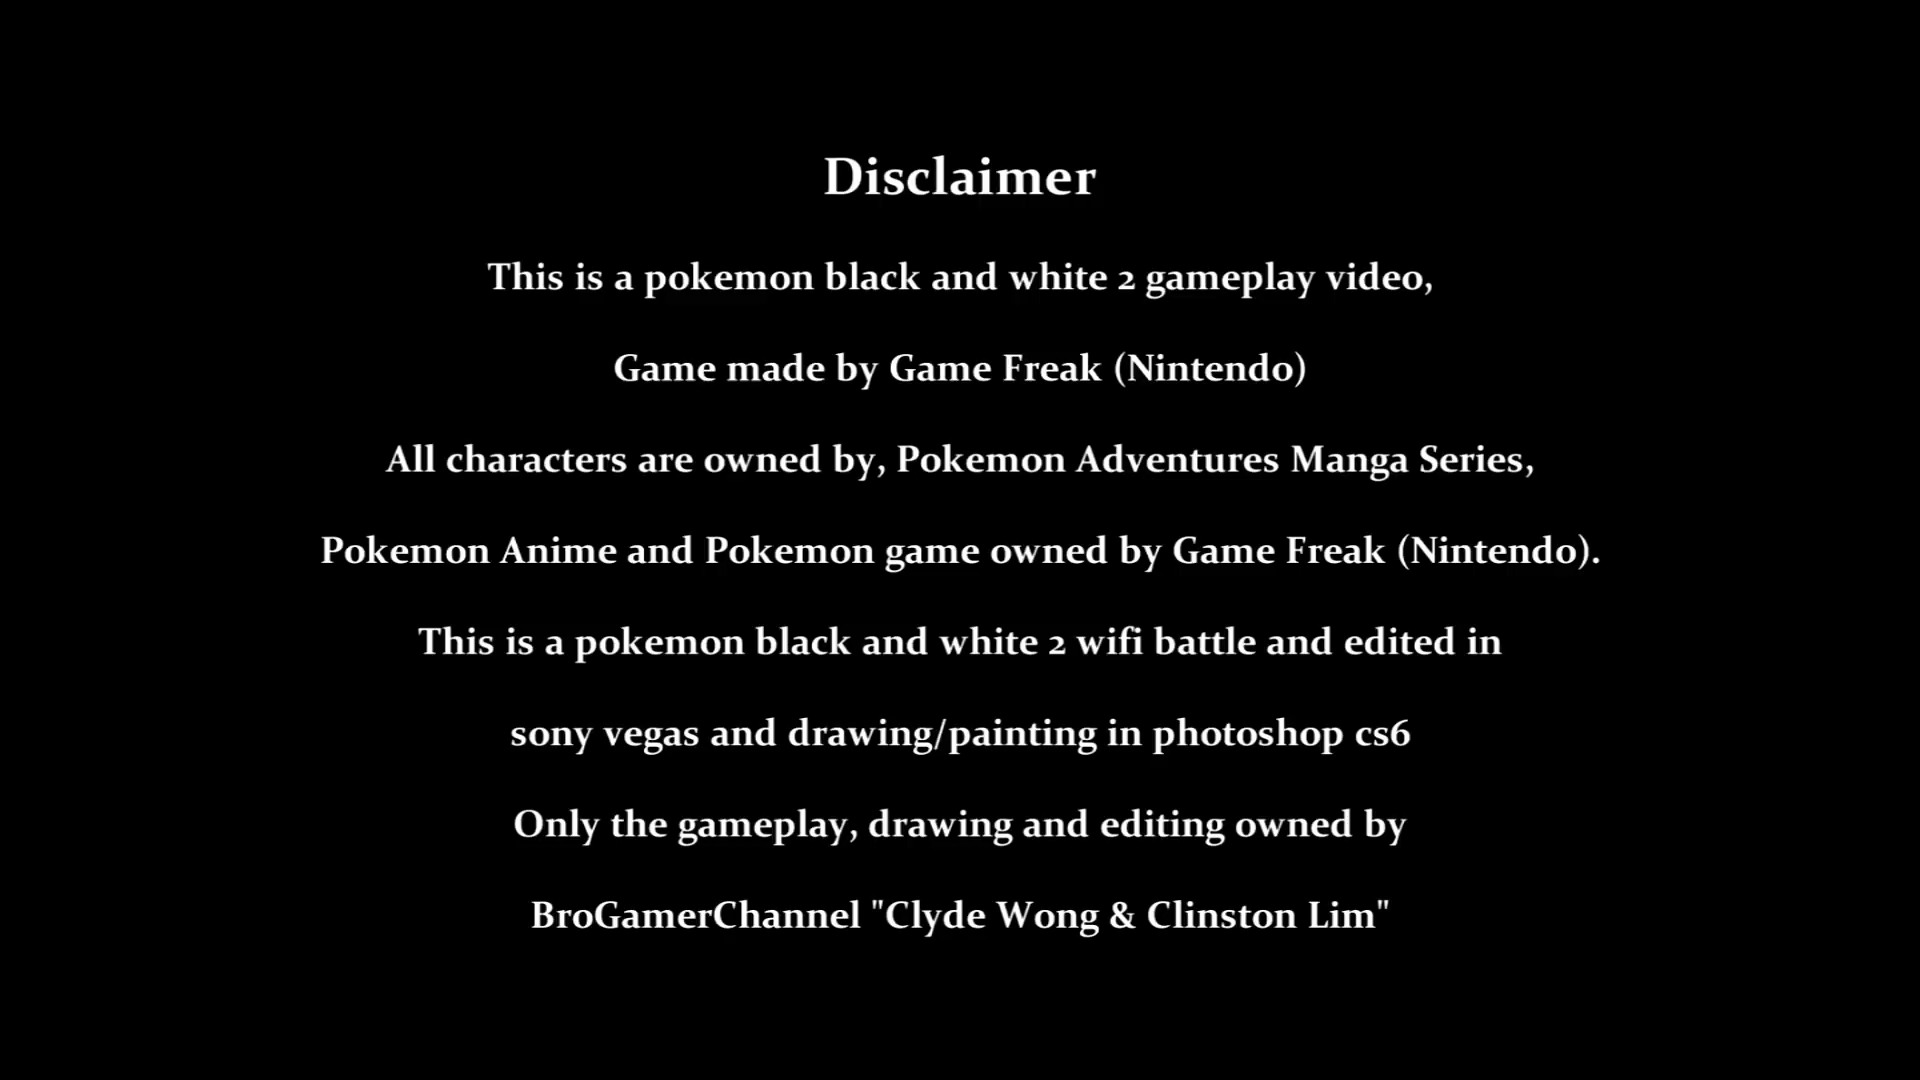 Disclaimer
This is a pokemon black and white 2 gameplay video,
Game made by Game Freak (Nintendo)
All characters are owned by, Pokemon Adventures Manga Series,
Pokemon Anime and Pokemon game owned by Game Freak (Nintendo).
This is a pokemon black and white 2 wifi battle and edited in
sony vegas and drawing/painting in photoshop cs6
Only the gameplay, drawing and editing owned by
BroGamerChannel "Clyde Wong & Clinston Lim"